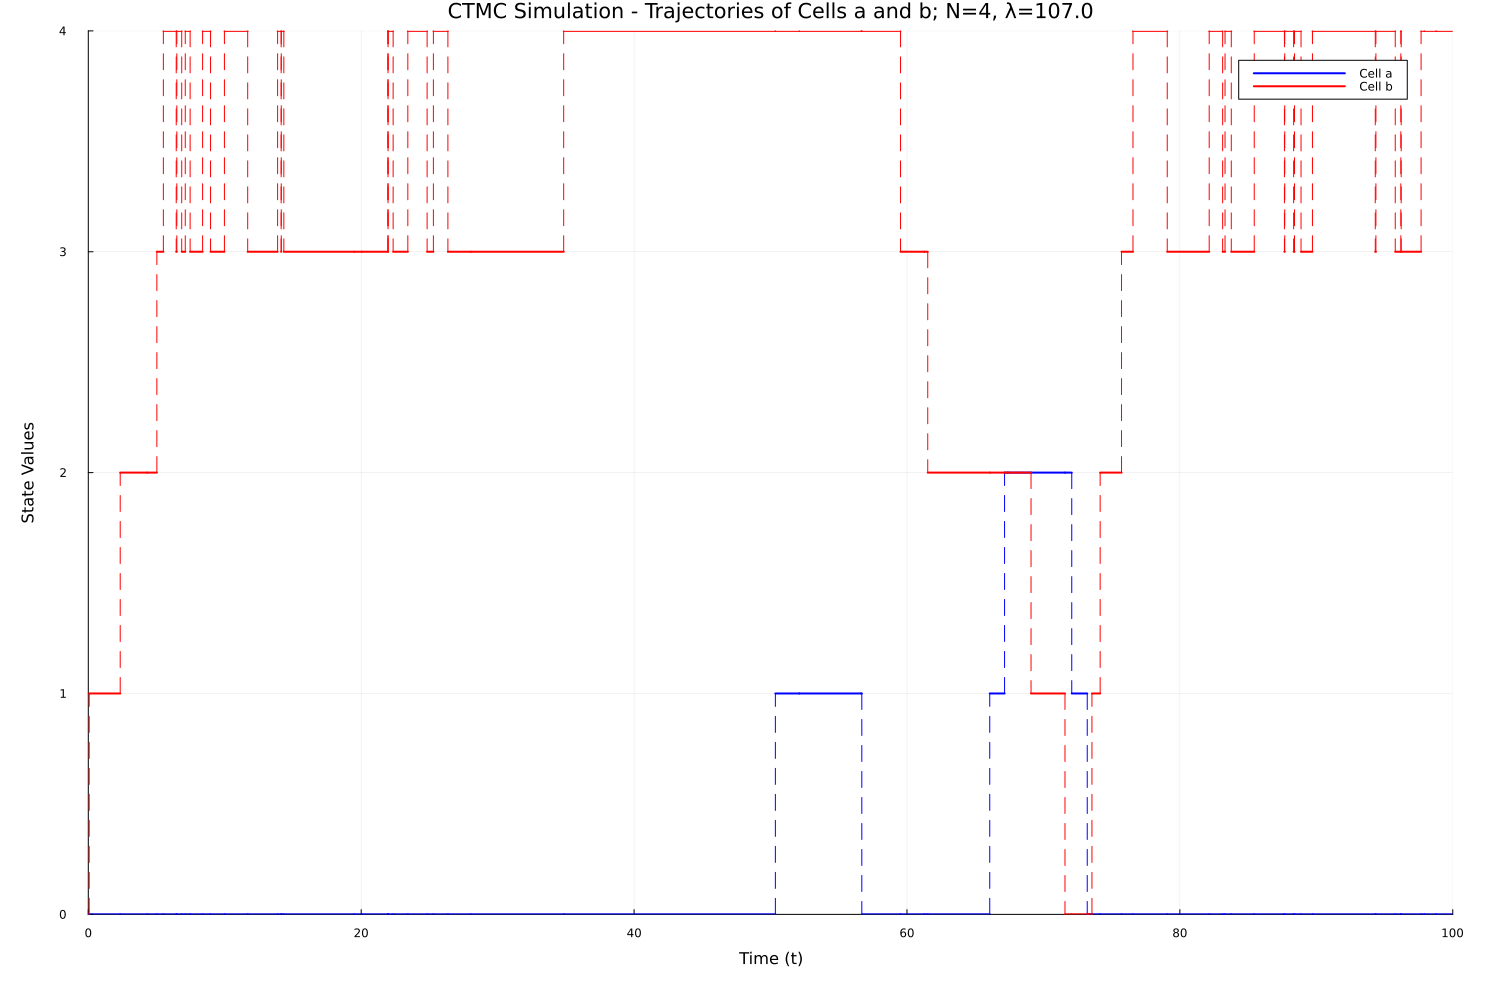 CTMC Simulation - Trajectories of Cells a and b; N=4, λ=107.0
4
Cell a
Cell b
3
State Values
2
1
0
0 20 40 60 80 100
Time (t)